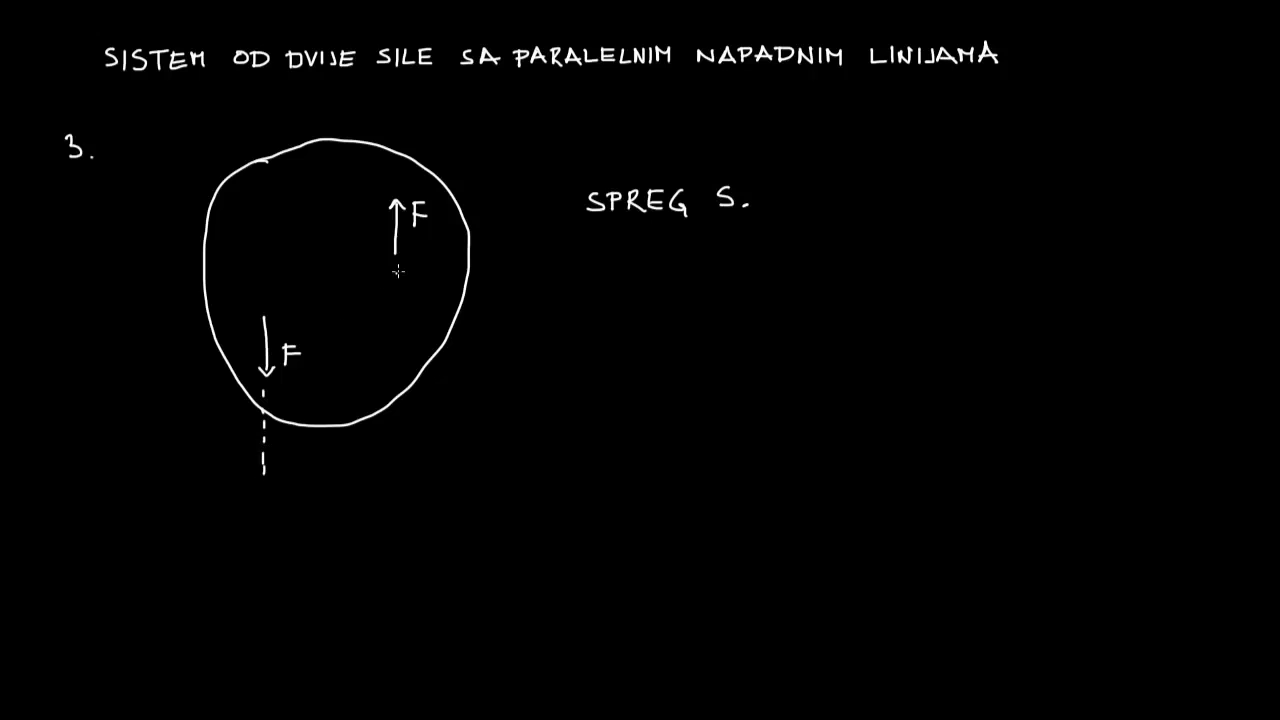 SISTEM OD DVIJE SILE SA PARALELNIM NAPADNIM LINIJAMA
3.
SPREG S.
F
F